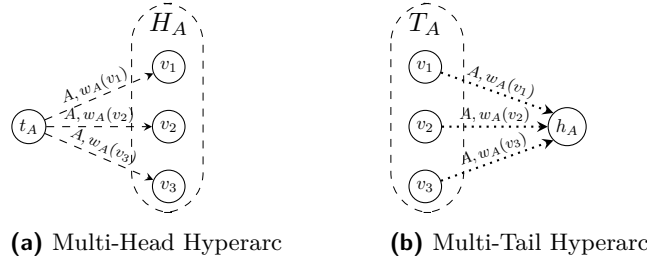 H_A
v_1
A, w_A(v_1)
t_A
A, w_A(v_2)
v_2
A, w_A(v_3)
v_3
(a) Multi-Head Hyperarc
T_A
v_1
A, w_A(v_1)
v_2
A, w_A(v_2)
h_A
A, w_A(v_3)
v_3
(b) Multi-Tail Hyperarc